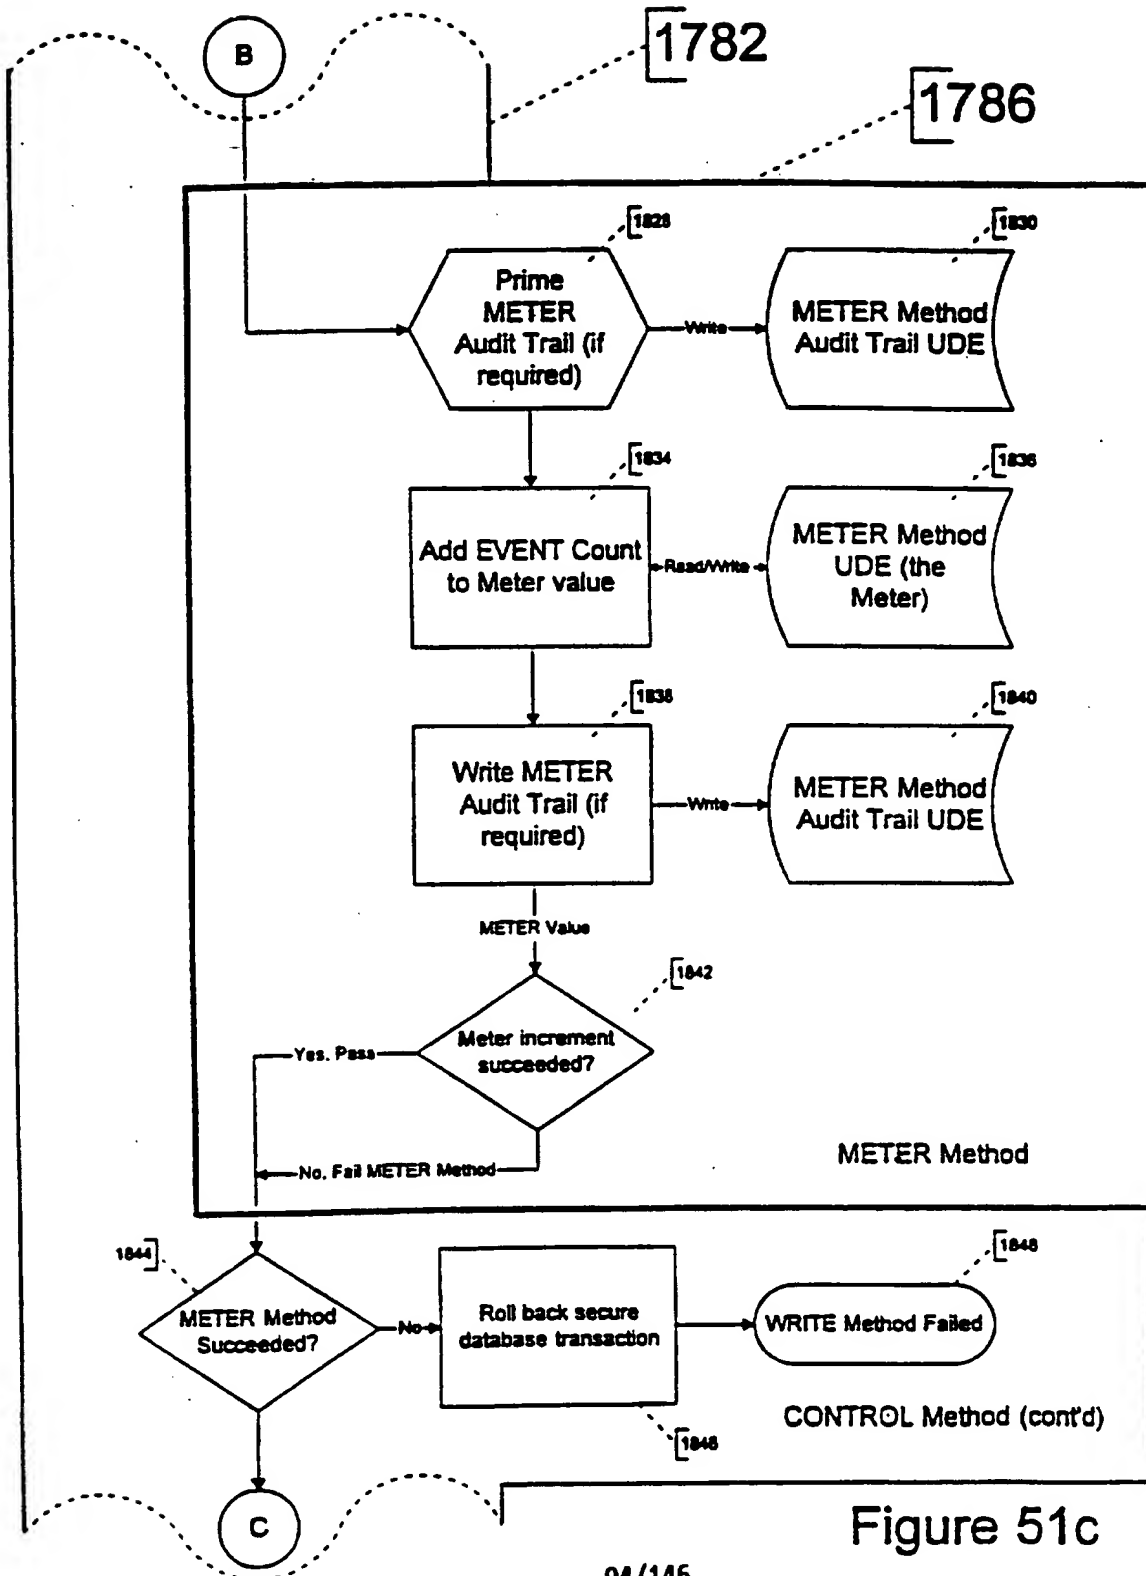 B
1782
1786
1828
Prime
METER
Audit Trail (if
required)
Write
1830
METER Method
Audit Trail UDE
1834
Add EVENT Count
to Meter value
Read/Write
1836
METER Method
UDE (the
Meter)
1838
Write METER
Audit Trail (if
required)
Write
1840
METER Method
Audit Trail UDE
METER Value
1842
Meter increment
succeeded?
Yes, Pass
No, Fail METER Method
METER Method
1844
METER Method
Succeeded?
No
Roll back secure
database transaction
1846
1848
WRITE Method Failed
CONTROL Method (cont'd)
C
Figure 51c
94/146